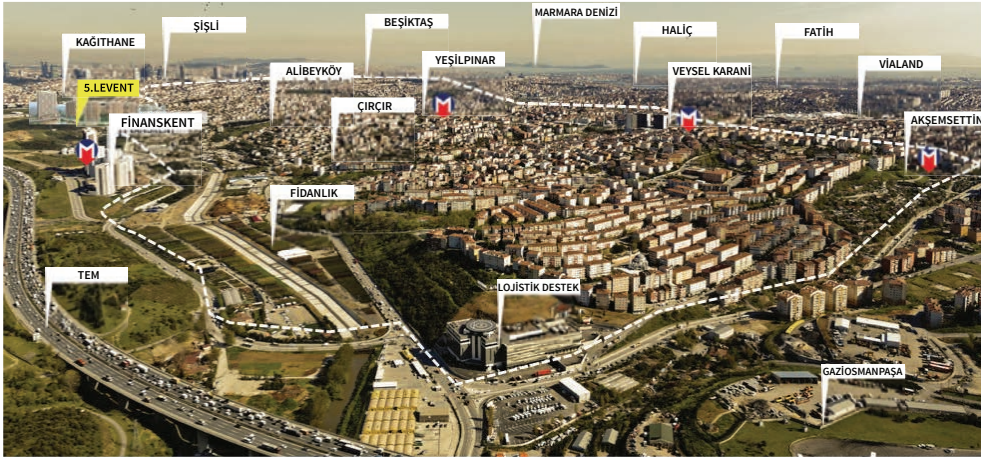 MARMARA DENİZİ
ŞİŞLİ
BEŞİKTAŞ
HALİÇ
FATİH
KAĞITHANE
YEŞİLPINAR
VİALAND
ALİBEYKÖY
VEYSEL KARANİ
5.LEVENT
ÇIRÇIR
FİNANSKENT
AKŞEMSETTİN
FİDANLIK
TEM
LOJİSTİK DESTEK
GAZİOSMANPAŞA